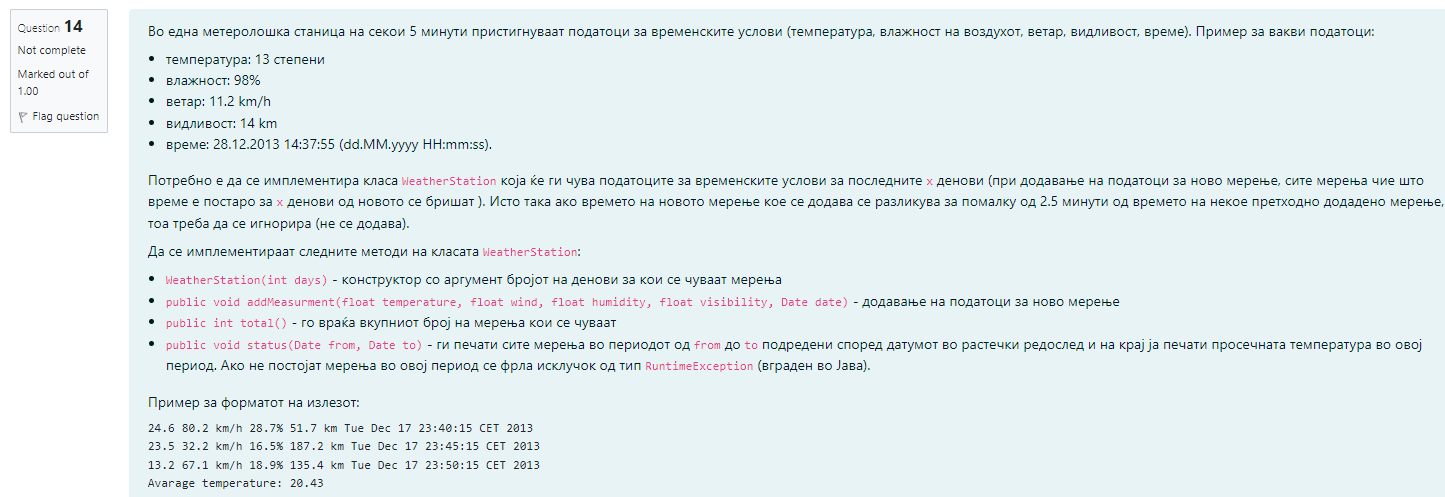 Question 14
Not complete
Marked out of
1.00
Flag question
Во една метеролошка станица на секои 5 минути пристигнуваат податоци за временските услови (температура, влажност на воздухот, ветар, видливост, време). Пример за вакви податоци:
температура: 13 степени
влажност: 98%
ветар: 11.2 km/h
видливост: 14 km
време: 28.12.2013 14:37:55 (dd.MM.yyyy HH:mm:ss).
Потребно е да се имплементира класа WeatherStation која ќе ги чува податоците за временските услови за последните x денови (при додавање на податоци за ново мерење, сите мерења чие што
време е постаро за x денови од новото се бришат ). Исто така ако времето на новото мерење кое се додава се разликува за помалку од 2.5 минути од времето на некое претходно додадено мерење,
тоа треба да се игнорира (не се додава).
Да се имплементираат следните методи на класата WeatherStation:
WeatherStation(int days) - конструктор со аргумент бројот на денови за кои се чуваат мерења
public void addMeasurment(float temperature, float wind, float humidity, float visibility, Date date) - додавање на податоци за ново мерење
public int total() - го враќа вкупниот број на мерења кои се чуваат
public void status(Date from, Date to) - ги печати сите мерења во периодот од from до to подредени според датумот во растечки редослед и на крај ја печати просечната температура во овој
период. Ако не постојат мерења во овој период се фрла исклучок од тип RuntimeException (вграден во Јава).
Пример за форматот на излезот:
24.6 80.2 km/h 28.7% 51.7 km Tue Dec 17 23:40:15 CET 2013
23.5 32.2 km/h 16.5% 187.2 km Tue Dec 17 23:45:15 CET 2013
13.2 67.1 km/h 18.9% 135.4 km Tue Dec 17 23:50:15 CET 2013
Avarage temperature: 20.43